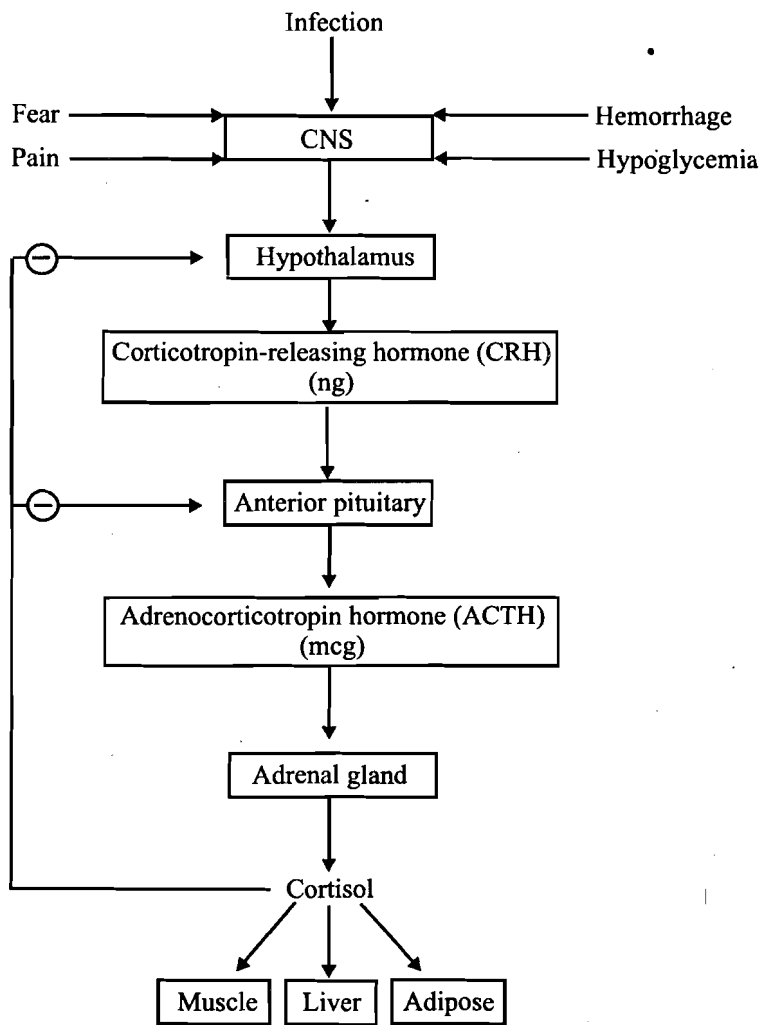 Infection
Fear
Hemorrhage
CNS
Pain
Hypoglycemia
−
Hypothalamus
Corticotropin-releasing hormone (CRH)
(ng)
−
Anterior pituitary
Adrenocorticotropin hormone (ACTH)
(mcg)
Adrenal gland
Cortisol
Muscle
Liver
Adipose